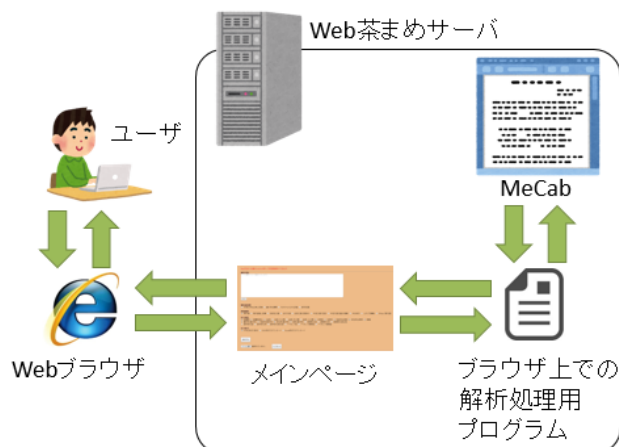 Web茶まめサーバ
ユーザ
MeCab
Webブラウザ
メインページ
ブラウザ上での
解析処理用
プログラム